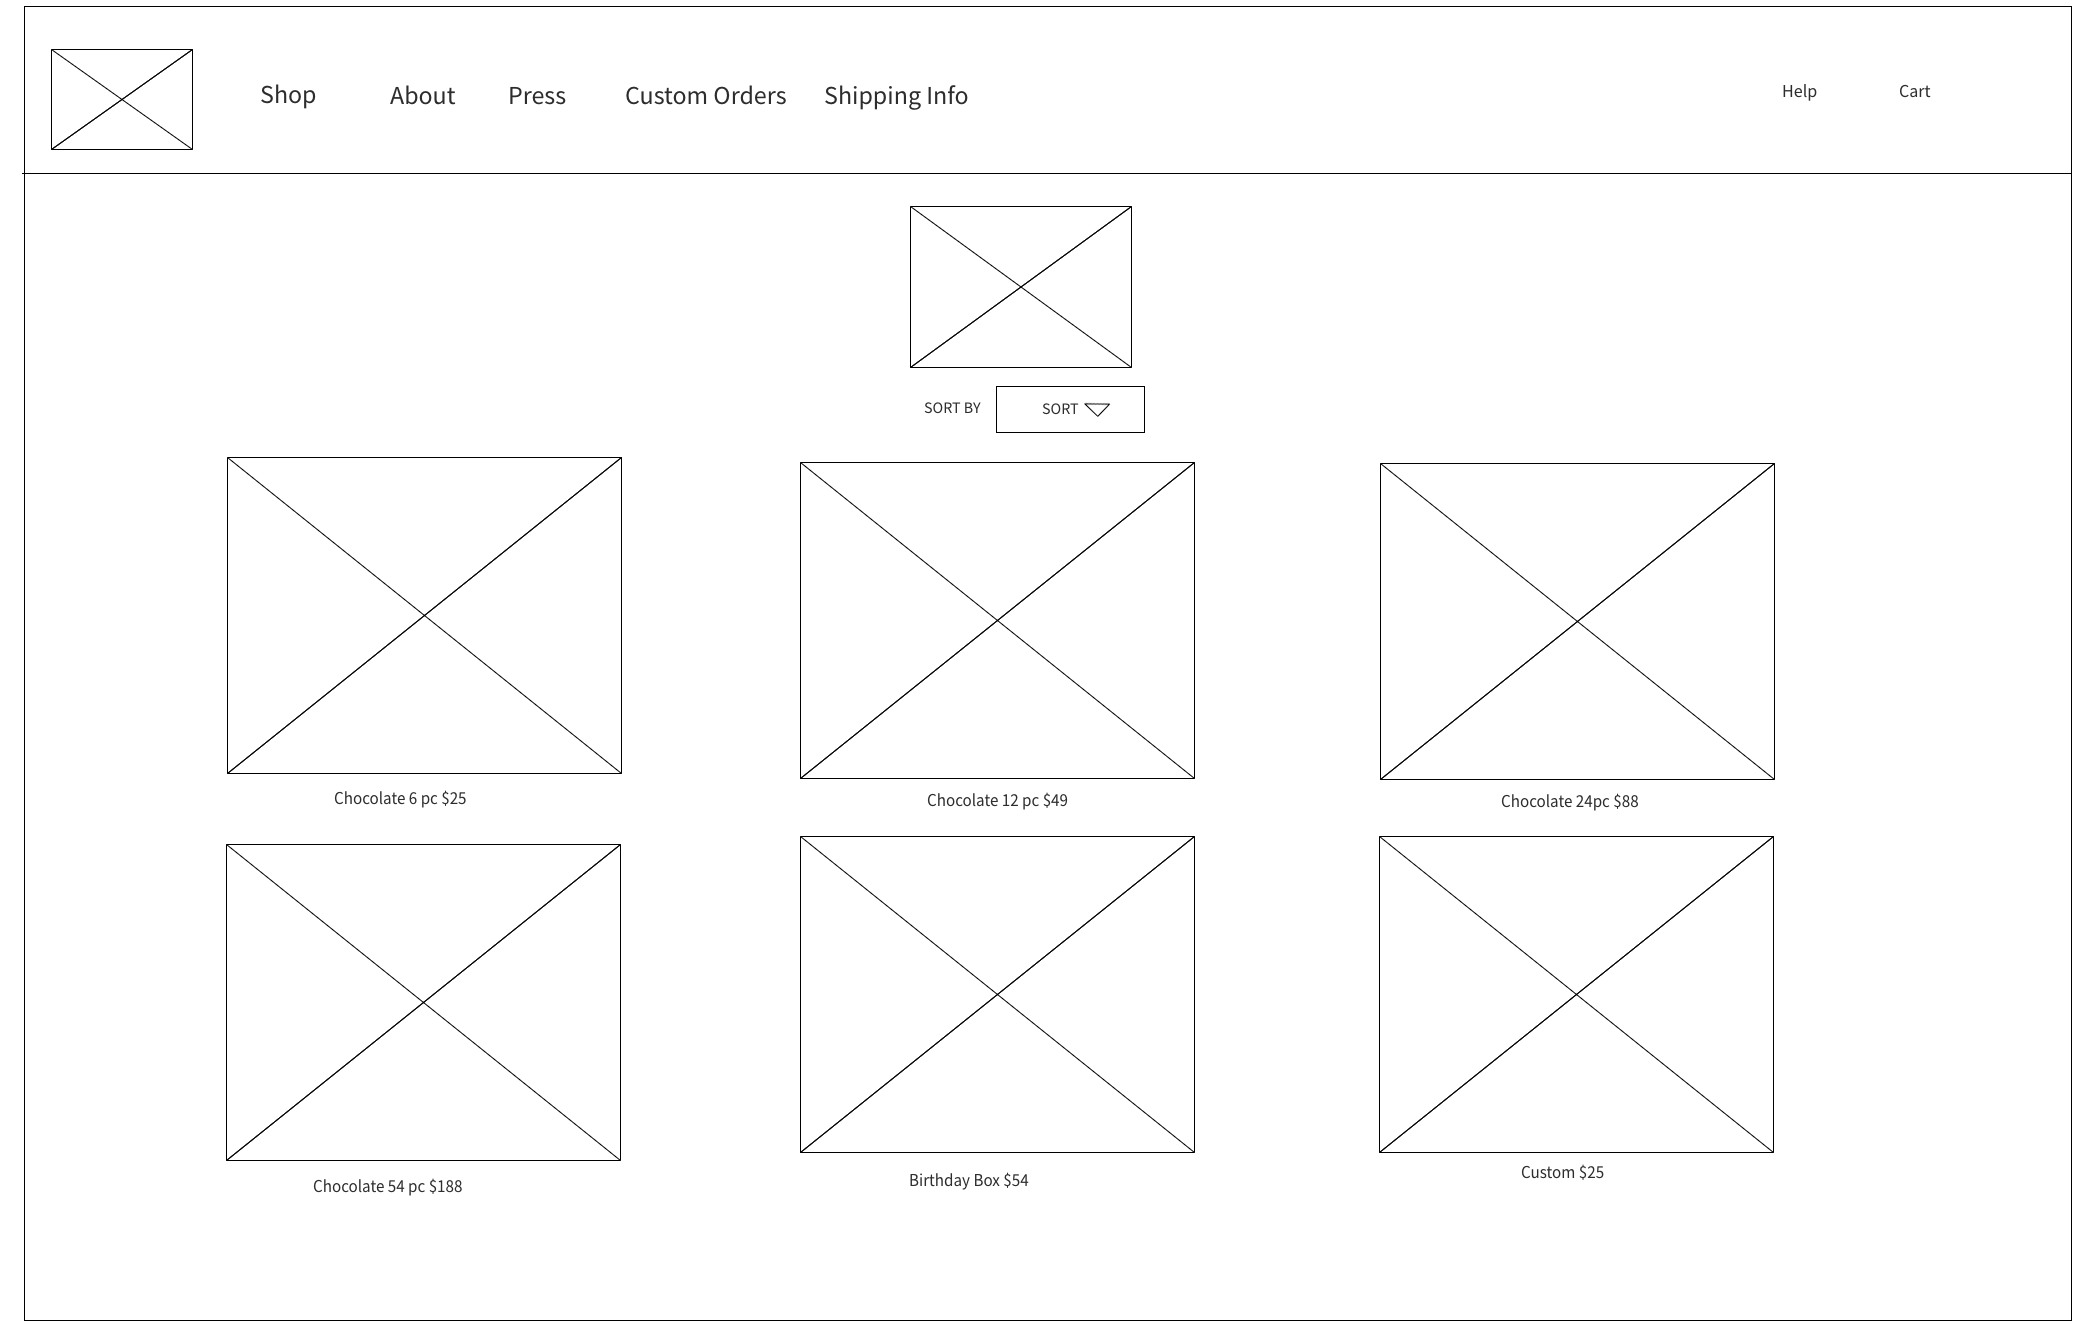 Shop About Press Custom Orders Shipping Info Help Cart
SORT BY SORT
Chocolate 6 pc $25 Chocolate 12 pc $49 Chocolate 24pc $88
Chocolate 54 pc $188 Birthday Box $54 Custom $25